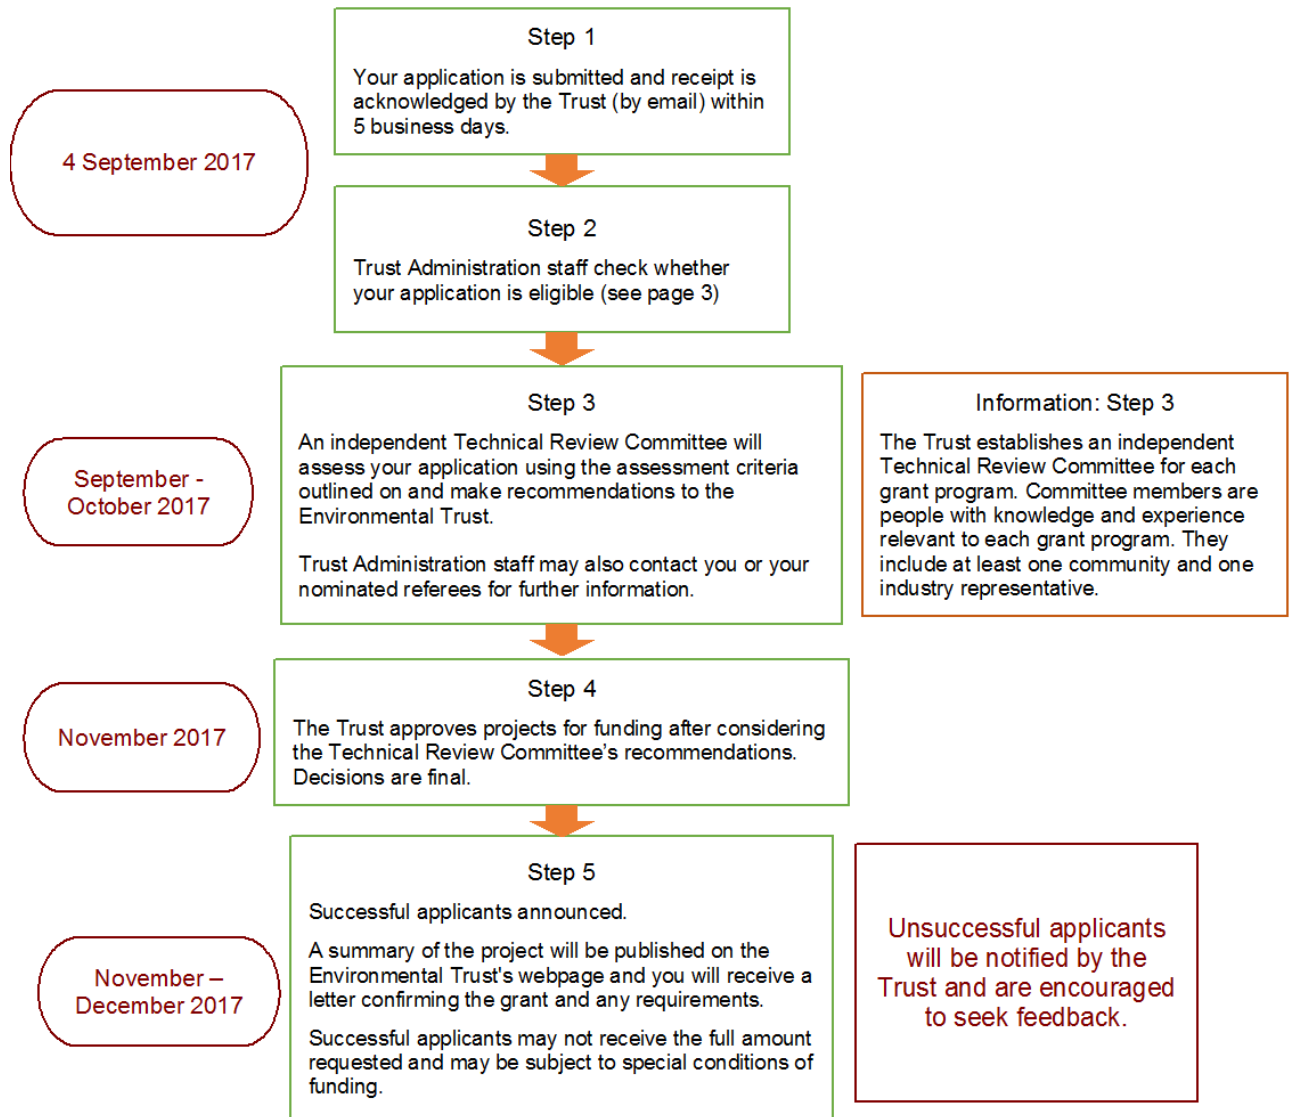 Step 1
Your application is submitted and receipt is
acknowledged by the Trust (by email) within
5 business days.
4 September 2017
Step 2
Trust Administration staff check whether
your application is eligible (see page 3)
Step 3
An independent Technical Review Committee will
assess your application using the assessment criteria
outlined on and make recommendations to the
Environmental Trust.
Trust Administration staff may also contact you or your
nominated referees for further information.
September -
October 2017
Information: Step 3
The Trust establishes an independent
Technical Review Committee for each
grant program. Committee members are
people with knowledge and experience
relevant to each grant program. They
include at least one community and one
industry representative.
Step 4
The Trust approves projects for funding after considering
the Technical Review Committee’s recommendations.
Decisions are final.
November 2017
Step 5
Successful applicants announced.
A summary of the project will be published on the
Environmental Trust's webpage and you will receive a
letter confirming the grant and any requirements.
Successful applicants may not receive the full amount
requested and may be subject to special conditions of
funding.
November –
December 2017
Unsuccessful applicants
will be notified by the
Trust and are encouraged
to seek feedback.